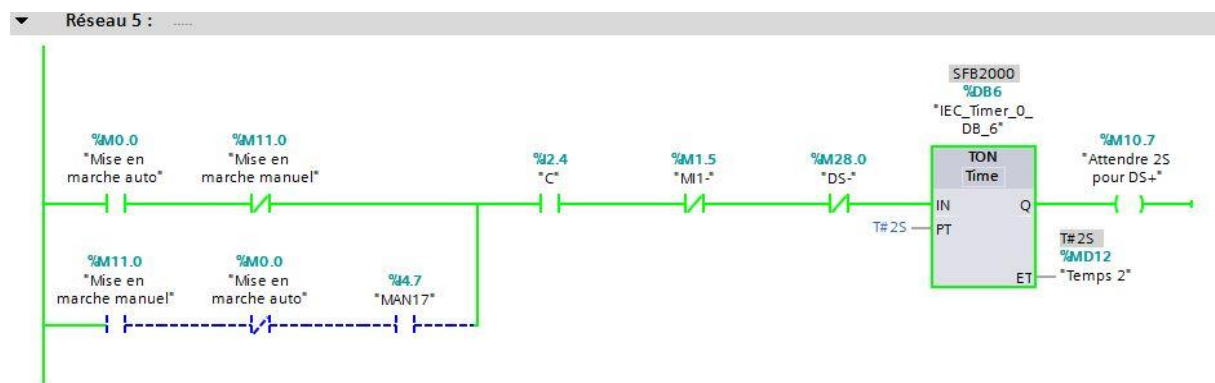 Réseau 5 : .....
SFB2000
%DB6
"IEC_Timer_0_
DB_6"
%M0.0
"Mise en
marche auto"
%M11.0
"Mise en
marche manuel"
%I2.4
"C"
%M1.5
"MI1-"
%M28.0
"DS-"
TON
Time
%M10.7
"Attendre 2S
pour DS+"
IN
Q
T#2S
PT
T#2S
%MD12
ET
"Temps 2"
%M11.0
"Mise en
marche manuel"
%M0.0
"Mise en
marche auto"
%I4.7
"MAN17"